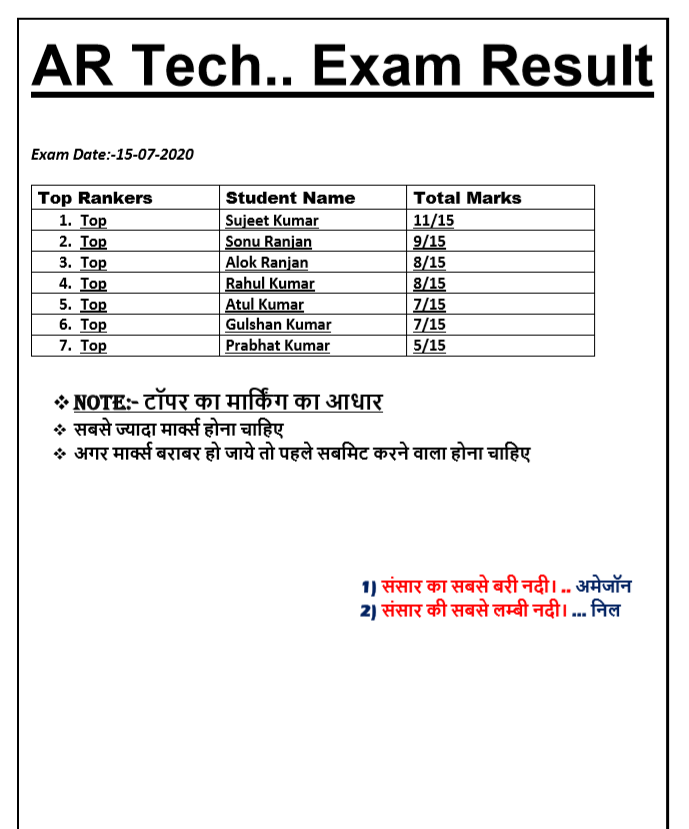 AR Tech.. Exam Result
Exam Date:-15-07-2020
Top Rankers Student Name Total Marks
1. Top Sujeet Kumar 11/15
2. Top Sonu Ranjan 9/15
3. Top Alok Ranjan 8/15
4. Top Rahul Kumar 8/15
5. Top Atul Kumar 7/15
6. Top Gulshan Kumar 7/15
7. Top Prabhat Kumar 5/15
❖ NOTE:- टॉपर का मार्किंग का आधार
❖ सबसे ज्यादा मार्क्स होना चाहिए
❖ अगर मार्क्स बराबर हो जाये तो पहले सबमिट करने वाला होना चाहिए
1) संसार का सबसे बरी नदी। .. अमेजॉन
2) संसार की सबसे लम्बी नदी। ... निल